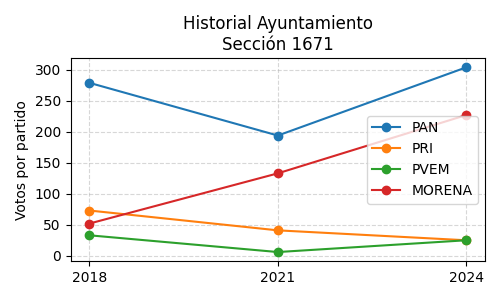 Historial Ayuntamiento
Sección 1671
Votos por partido
300
250
200
150
100
50
0
2018
2021
2024
PAN
PRI
PVEM
MORENA